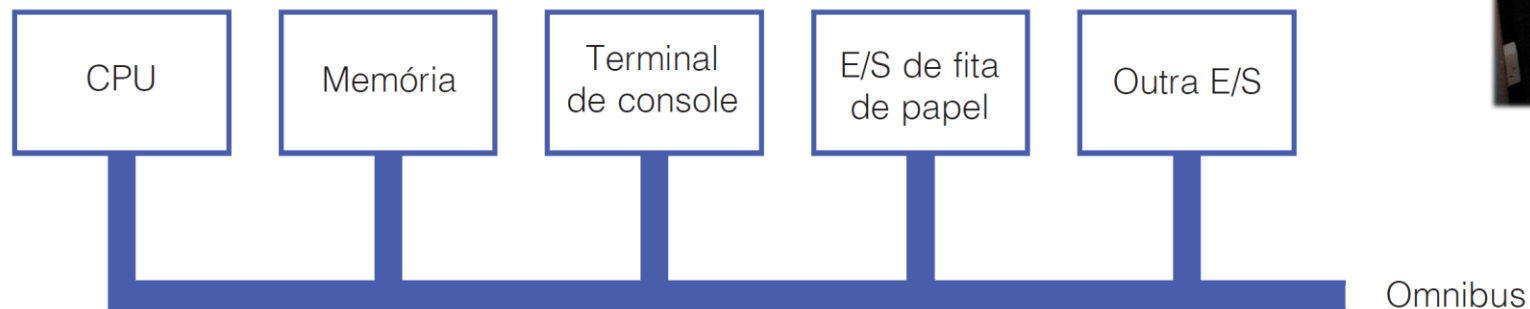 CPU
Memória
Terminal
de console
E/S de fita
de papel
Outra E/S
Omnibus